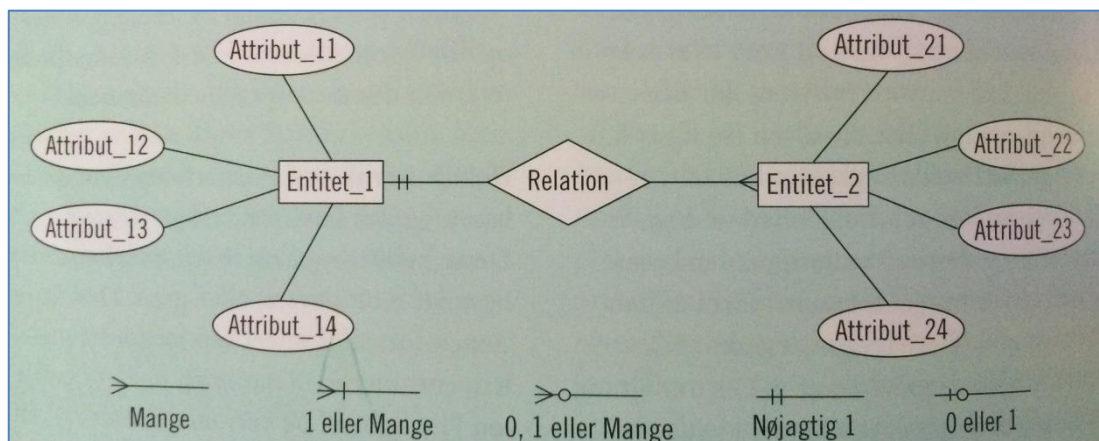 Attribut_11
Attribut_21
Attribut_12
Attribut_22
Entitet_1
Relation
Entitet_2
Attribut_13
Attribut_23
Attribut_14
Attribut_24
Mange
1 eller Mange
0, 1 eller Mange
Nøjagtig 1
0 eller 1